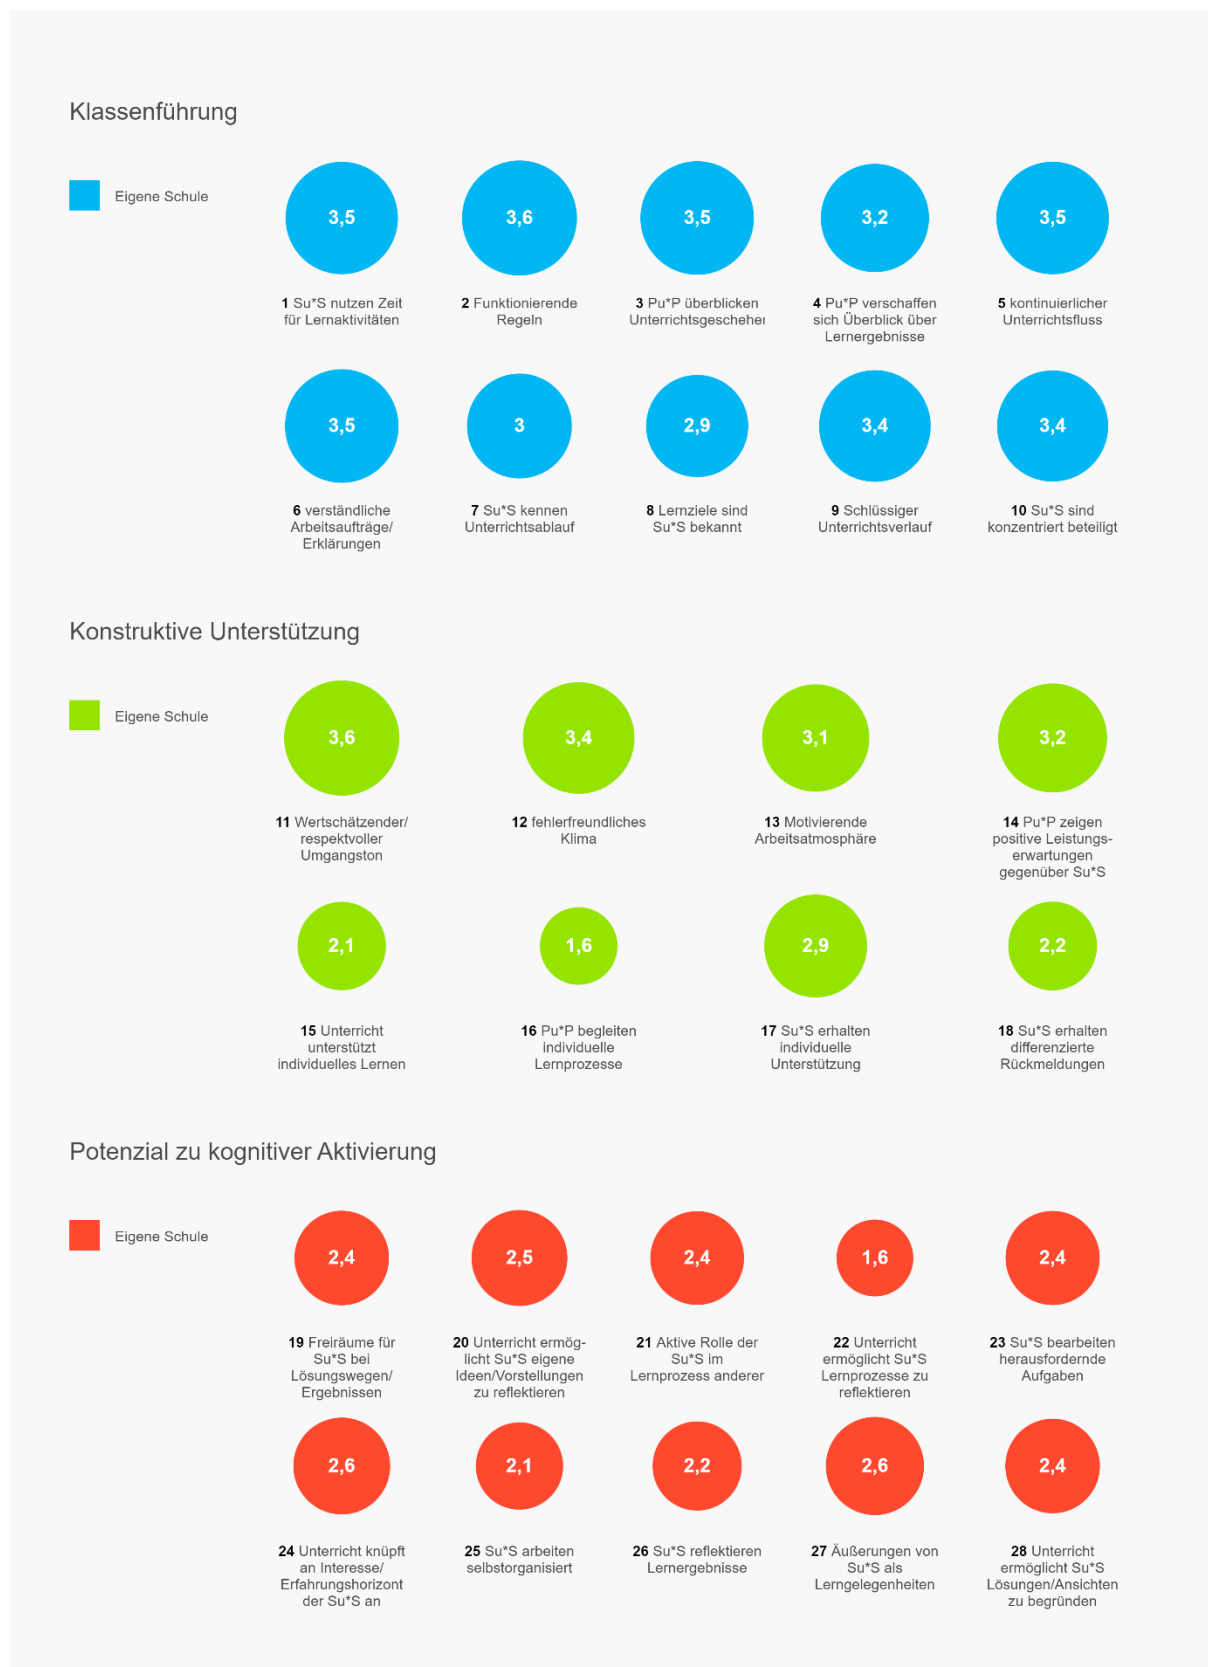 Klassenführung
Eigene Schule
3,5
3,6
3,5
3,2
3,5
1 Su*S nutzen Zeit
für Lernaktivitäten
2 Funktionierende
Regeln
3 Pu*P überblicken
Unterrichtsgeschehen
4 Pu*P verschaffen
sich Überblick über
Lernergebnisse
5 kontinuierlicher
Unterrichtsfluss
3,5
3
2,9
3,4
3,4
6 verständliche
Arbeitsaufträge/
Erklärungen
7 Su*S kennen
Unterrichtsablauf
8 Lernziele sind
Su*S bekannt
9 Schlüssiger
Unterrichtsverlauf
10 Su*S sind
konzentriert beteiligt
Konstruktive Unterstützung
Eigene Schule
3,6
3,4
3,1
3,2
11 Wertschätzender/
respektvoller
Umgangston
12 fehlerfreundliches
Klima
13 Motivierende
Arbeitsatmosphäre
14 Pu*P zeigen
positive Leistungs-
erwartungen
gegenüber Su*S
2,1
1,6
2,9
2,2
15 Unterricht
unterstützt
individuelles Lernen
16 Pu*P begleiten
individuelle
Lernprozesse
17 Su*S erhalten
individuelle
Unterstützung
18 Su*S erhalten
differenzierte
Rückmeldungen
Potenzial zu kognitiver Aktivierung
Eigene Schule
2,4
2,5
2,4
1,6
2,4
19 Freiräume für
Su*S bei
Lösungswegen/
Ergebnissen
20 Unterricht ermög-
licht Su*S eigene
Ideen/Vorstellungen
zu reflektieren
21 Aktive Rolle der
Su*S im
Lernprozess anderer
22 Unterricht
ermöglicht Su*S
Lernprozesse zu
reflektieren
23 Su*S bearbeiten
herausfordernde
Aufgaben
2,6
2,1
2,2
2,6
2,4
24 Unterricht knüpft
an Interesse/
Erfahrungshorizont
der Su*S an
25 Su*S arbeiten
selbstorganisiert
26 Su*S reflektieren
Lernergebnisse
27 Äußerungen von
Su*S als
Lerngelegenheiten
28 Unterricht
ermöglicht Su*S
Lösungen/Ansichten
zu begründen